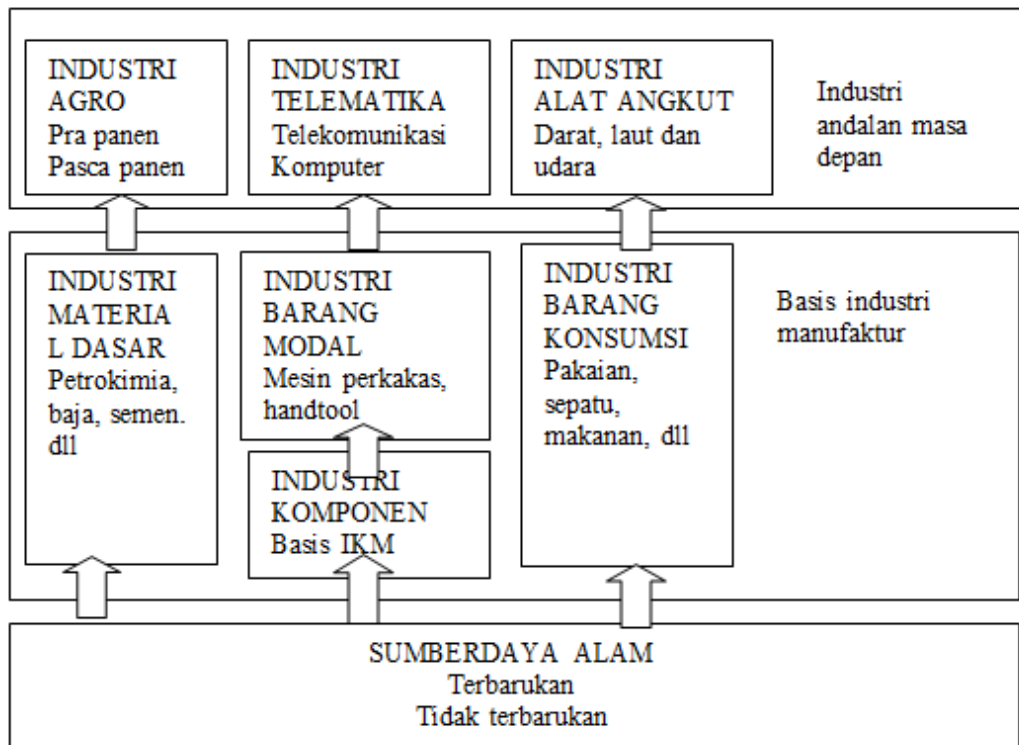 INDUSTRI
AGRO
Pra panen
Pasca panen
INDUSTRI
TELEMATIKA
Telekomunikasi
Komputer
INDUSTRI
ALAT ANGKUT
Darat, laut dan
udara
Industri
andalan masa
depan
INDUSTRI
MATERIA
L DASAR
Petrokimia,
baja, semen.
dll
INDUSTRI
BARANG
MODAL
Mesin perkakas,
handtool
INDUSTRI
KOMPONEN
Basis IKM
INDUSTRI
BARANG
KONSUMSI
Pakaian,
sepatu,
makanan, dll
Basis industri
manufaktur
SUMBERDAYA ALAM
Terbarukan
Tidak terbarukan